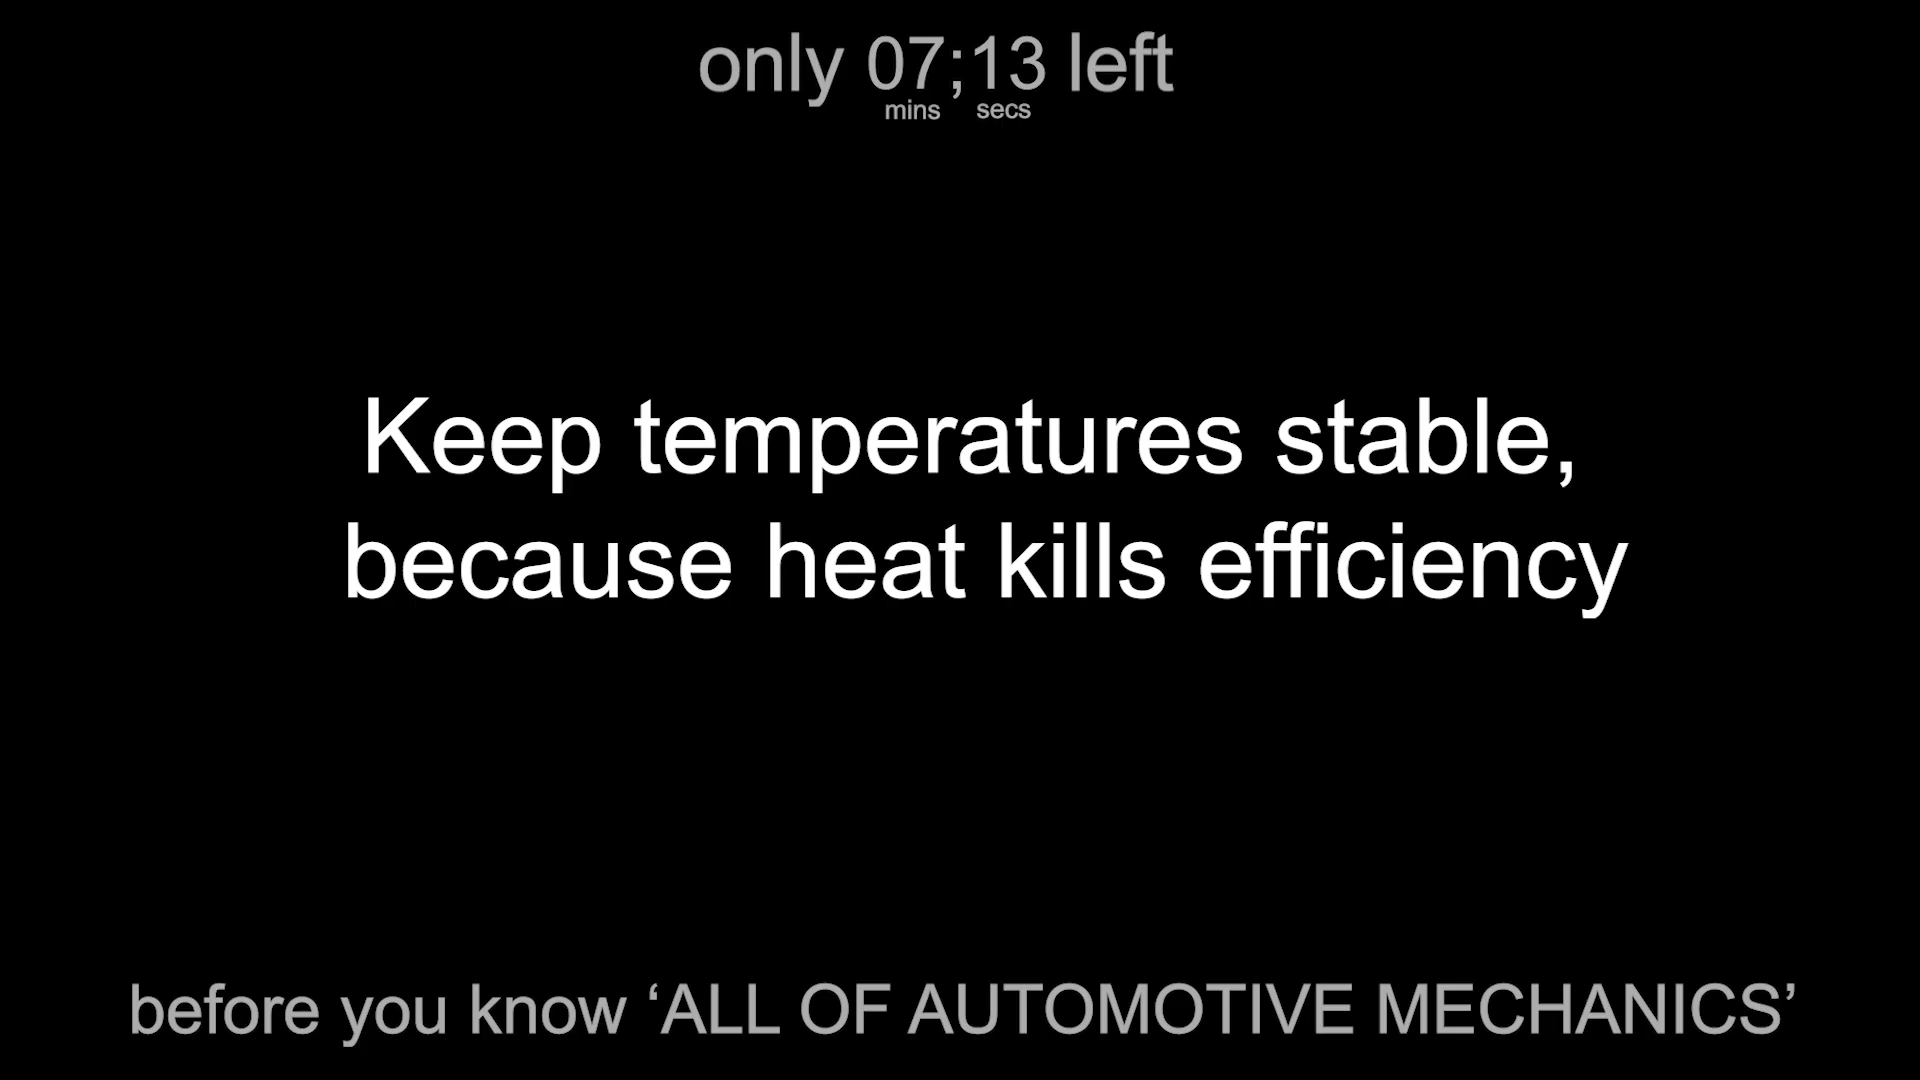 only 07;13 left
mins secs
Keep temperatures stable,
because heat kills efficiency
before you know ‘ALL OF AUTOMOTIVE MECHANICS’